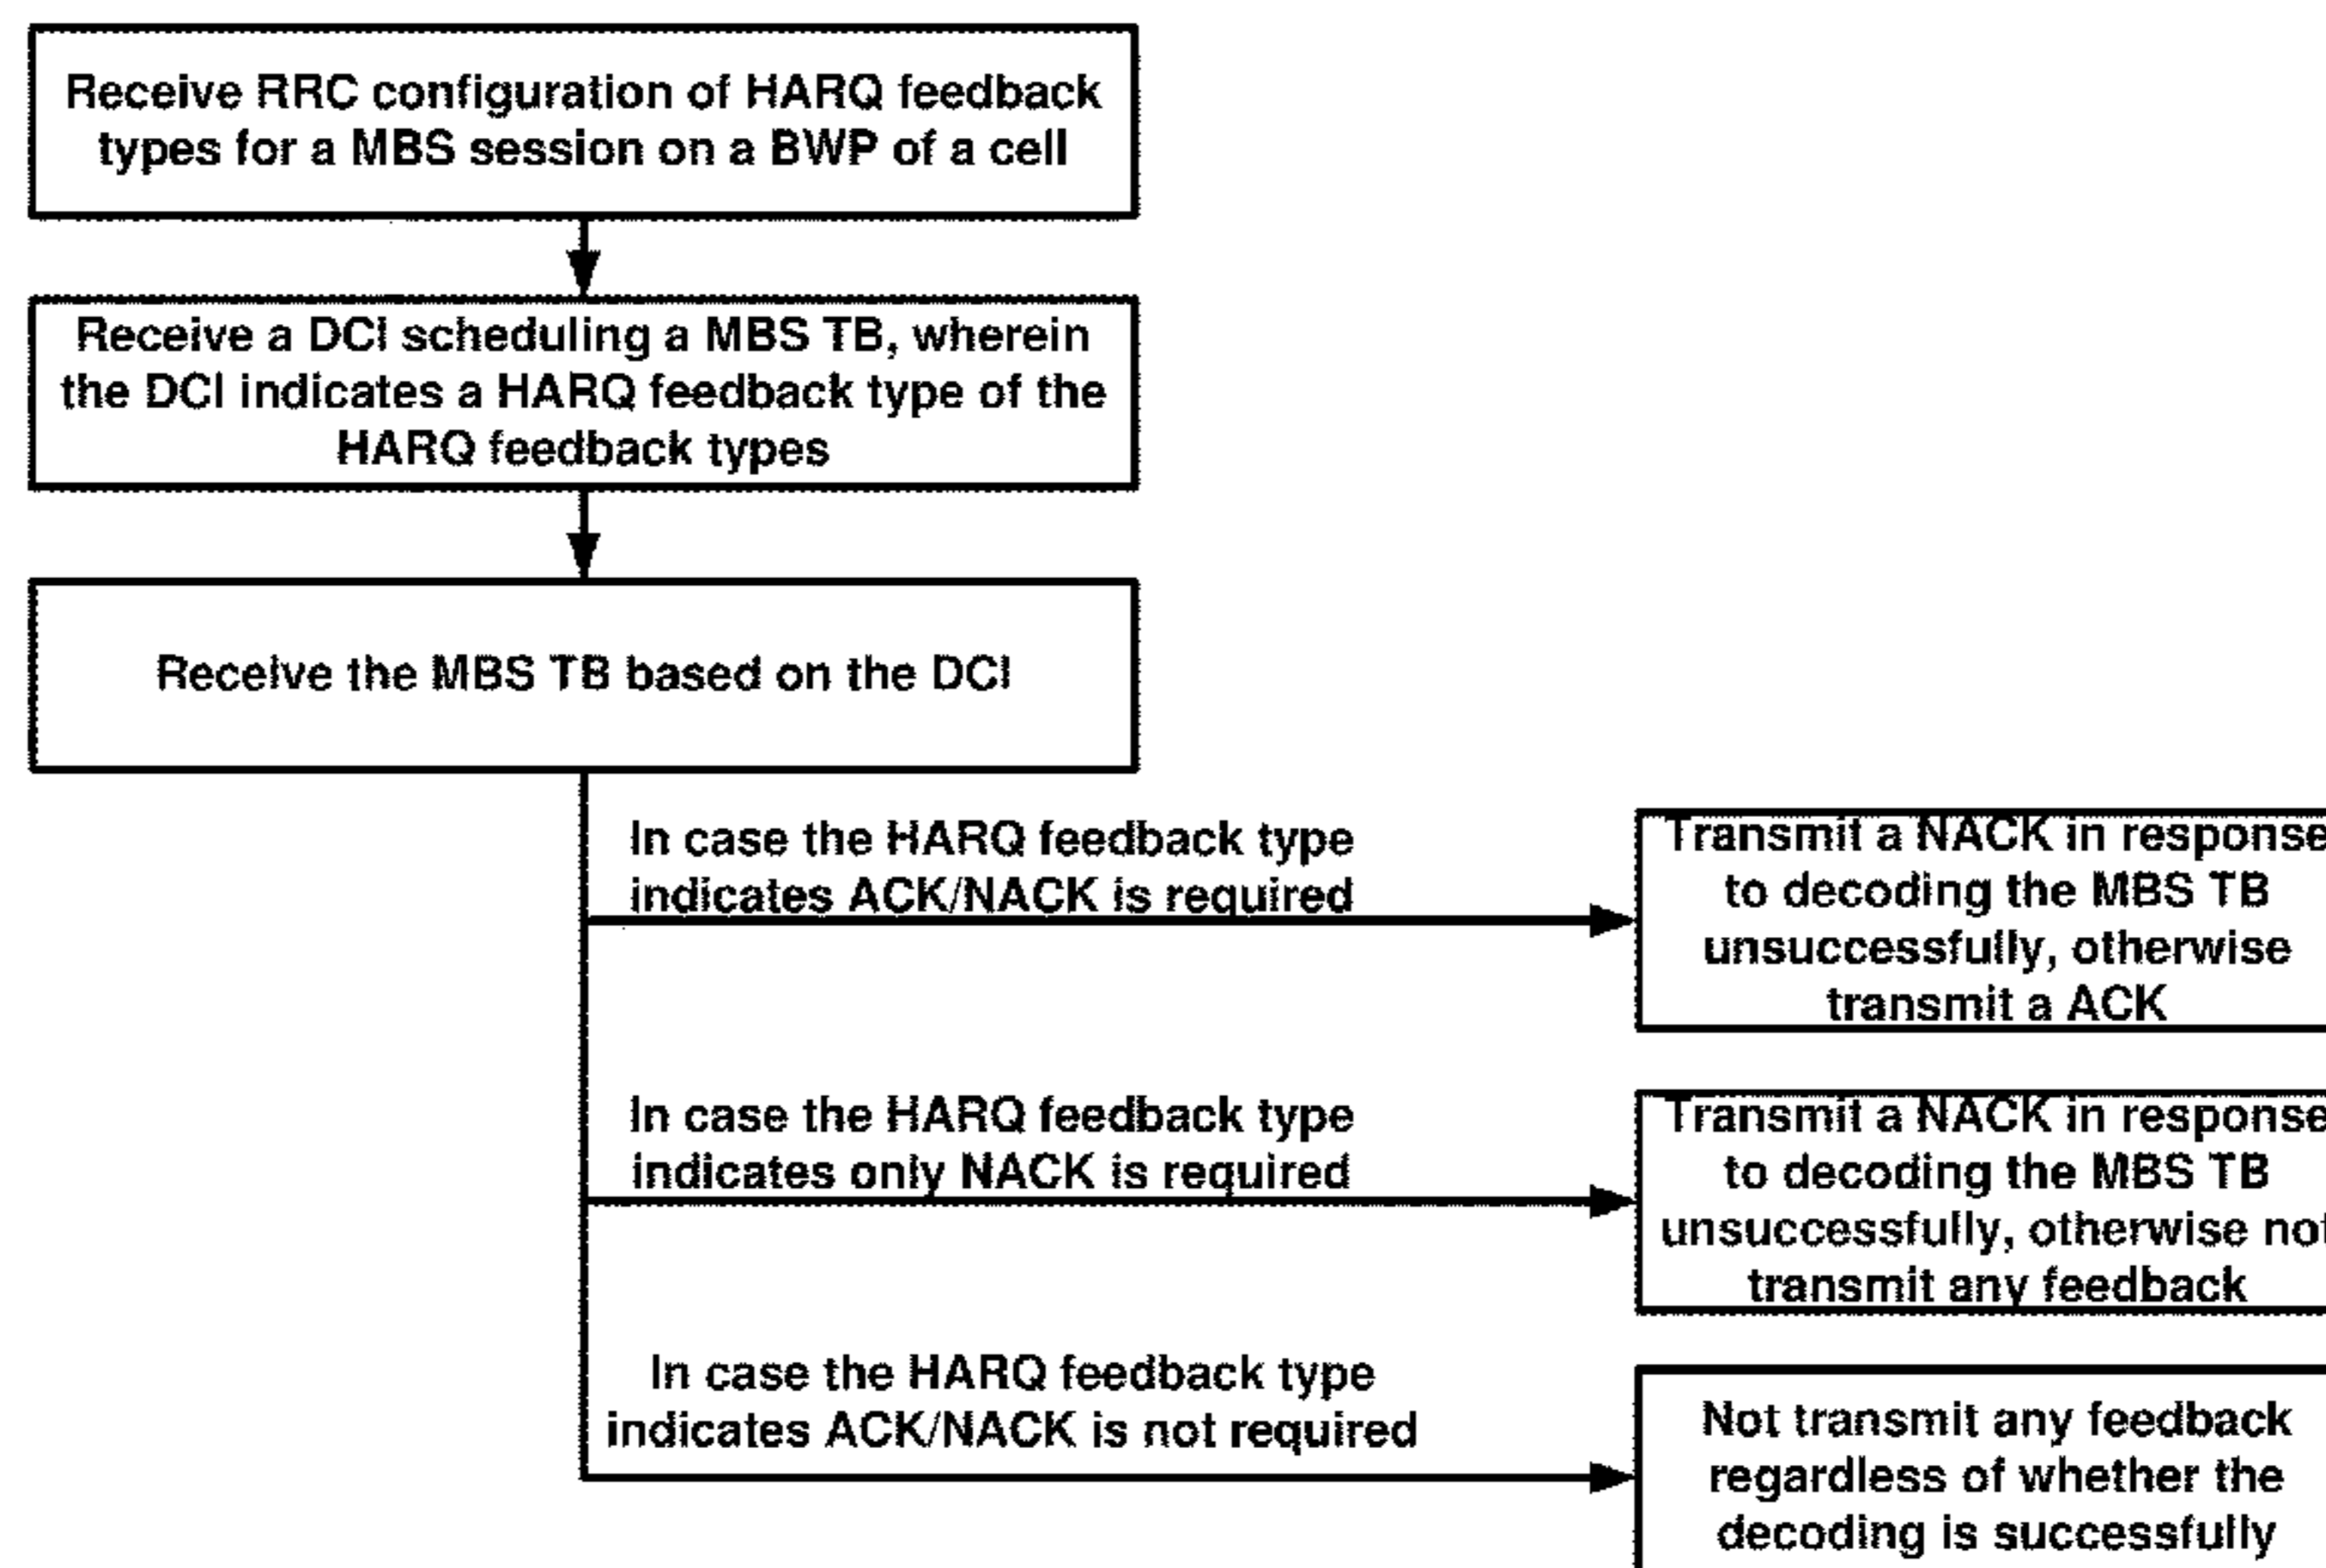 Receive RRC configuration of HARQ feedback
types for a MBS session on a BWP of a cell
Receive a DCI scheduling a MBS TB, wherein
the DCI indicates a HARQ feedback type of the
HARQ feedback types
Receive the MBS TB based on the DCI
In case the HARQ feedback type
indicates ACK/NACK is required
Transmit a NACK in response
to decoding the MBS TB
unsuccessfully, otherwise
transmit a ACK
In case the HARQ feedback type
indicates only NACK is required
Transmit a NACK in response
to decoding the MBS TB
unsuccessfully, otherwise not
transmit any feedback
In case the HARQ feedback type
indicates ACK/NACK is not required
Not transmit any feedback
regardless of whether the
decoding is successfully